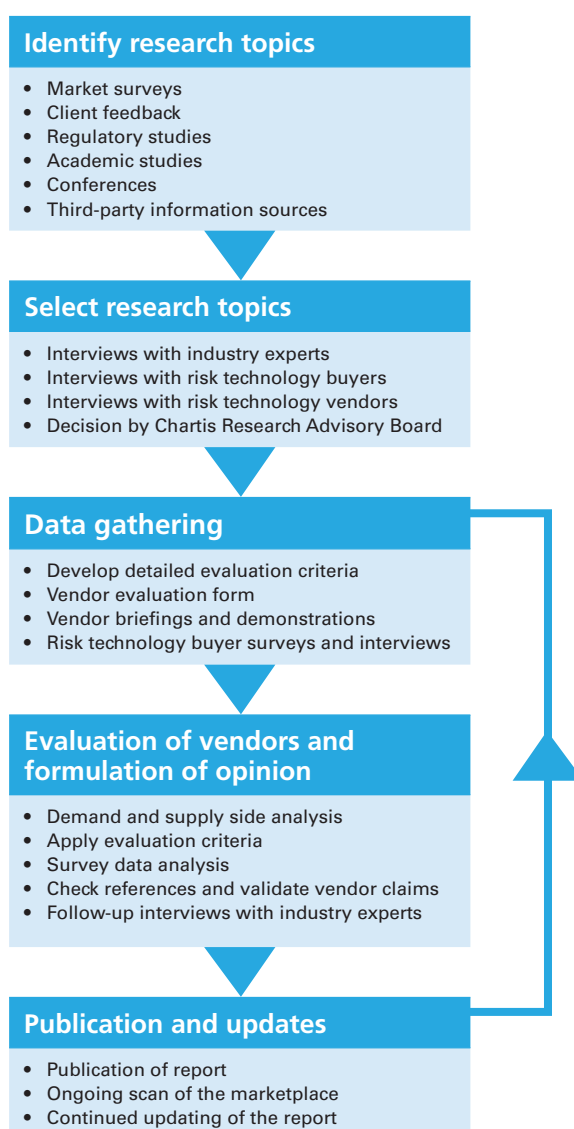 Identify research topics
• Market surveys
• Client feedback
• Regulatory studies
• Academic studies
• Conferences
• Third-party information sources
Select research topics
• Interviews with industry experts
• Interviews with risk technology buyers
• Interviews with risk technology vendors
• Decision by Chartis Research Advisory Board
Data gathering
• Develop detailed evaluation criteria
• Vendor evaluation form
• Vendor briefings and demonstrations
• Risk technology buyer surveys and interviews
Evaluation of vendors and
formulation of opinion
• Demand and supply side analysis
• Apply evaluation criteria
• Survey data analysis
• Check references and validate vendor claims
• Follow-up interviews with industry experts
Publication and updates
• Publication of report
• Ongoing scan of the marketplace
• Continued updating of the report